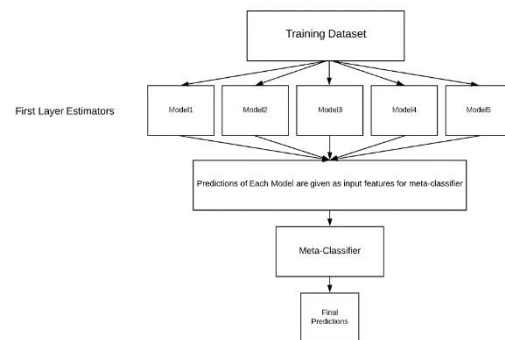 Training Dataset
First Layer Estimators
Model1
Model2
Model3
Model4
Model5
Predictions of Each Model are given as input features for meta-classifier
Meta-Classifier
Final
Predictions